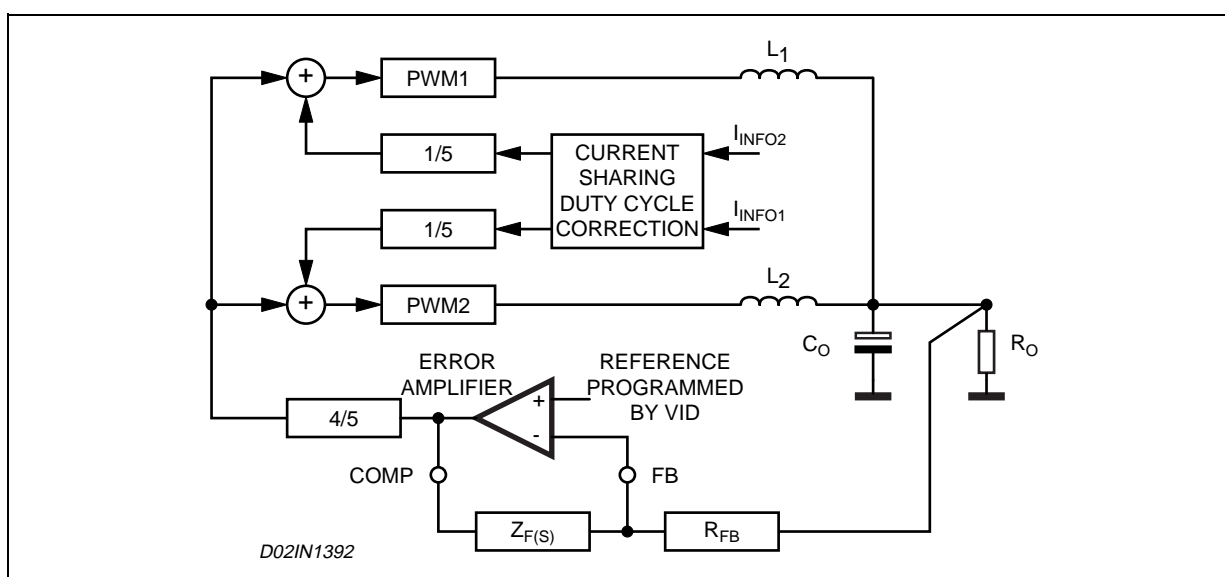 L1
+
PWM1
1/5
CURRENT
SHARING
DUTY CYCLE
CORRECTION
IINFO2
1/5
IINFO1
L2
+
PWM2
CO
RO
ERROR
AMPLIFIER
REFERENCE
PROGRAMMED
BY VID
+
-
4/5
COMP
FB
ZF(S)
RFB
D02IN1392